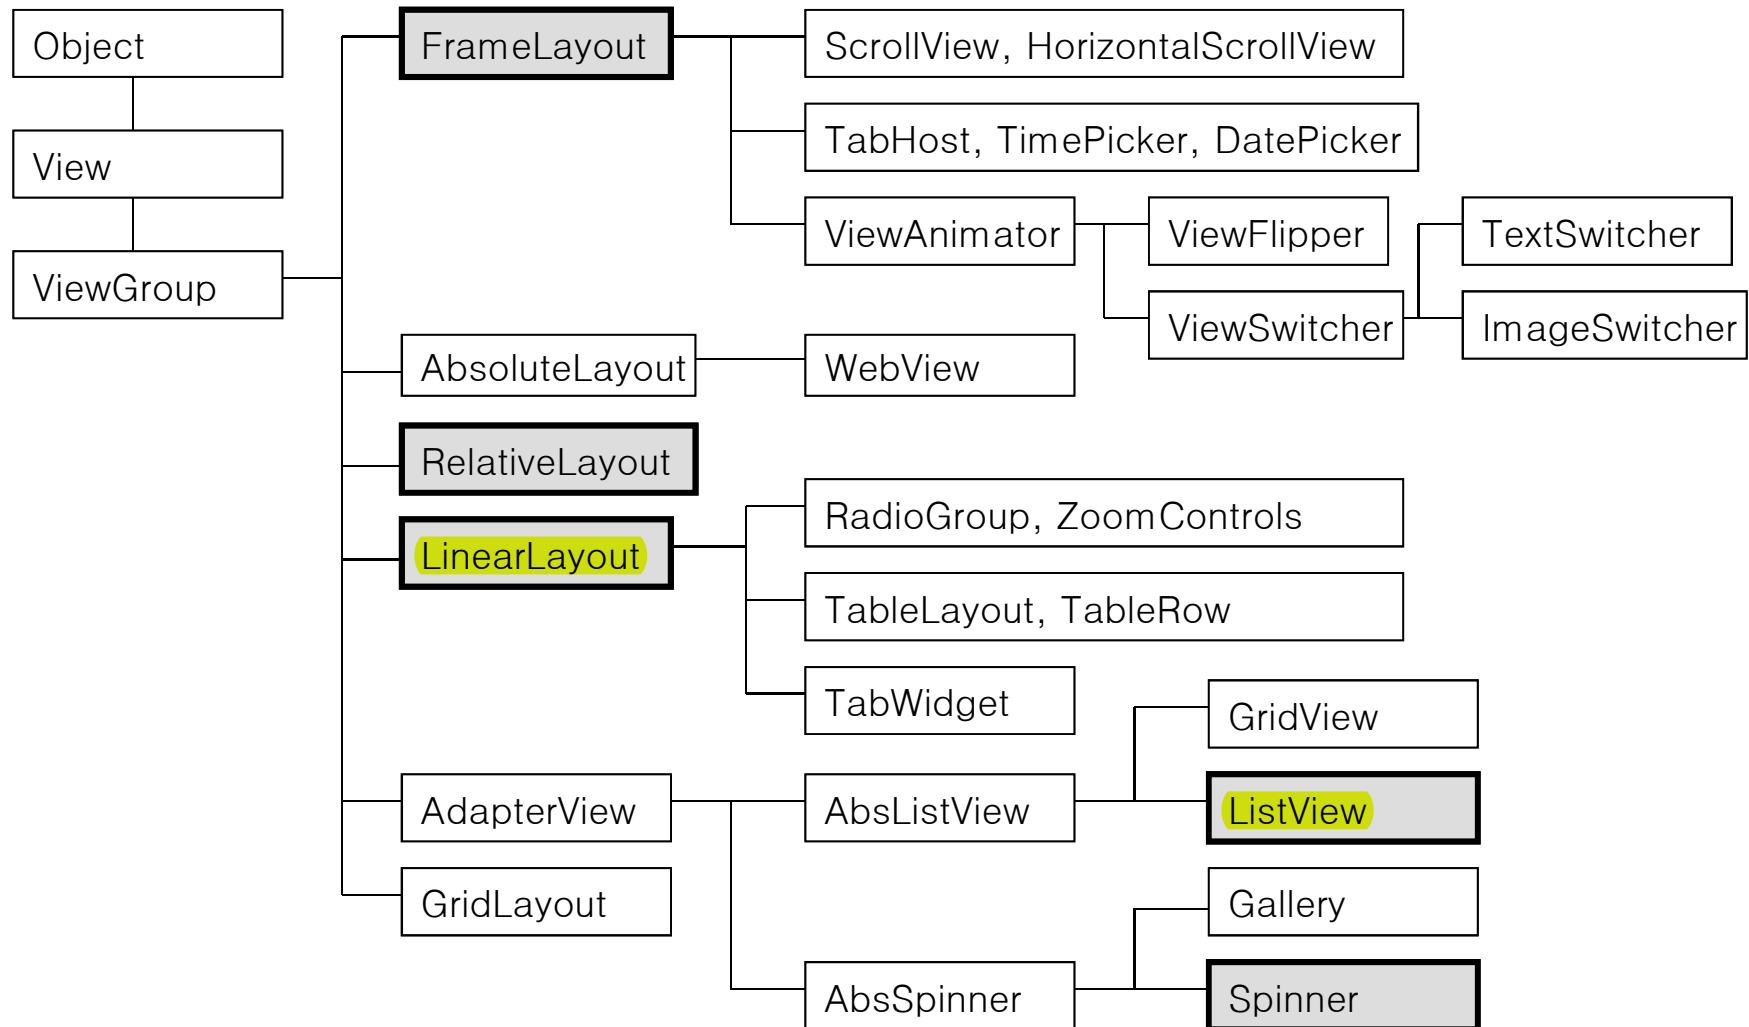 Object
View
ViewGroup
FrameLayout
ScrollView, HorizontalScrollView
TabHost, TimePicker, DatePicker
ViewAnimator
ViewFlipper
ViewSwitcher
TextSwitcher
ImageSwitcher
AbsoluteLayout
WebView
RelativeLayout
LinearLayout
RadioGroup, ZoomControls
TableLayout, TableRow
TabWidget
AdapterView
AbsListView
GridView
ListView
AbsSpinner
Gallery
Spinner
GridLayout